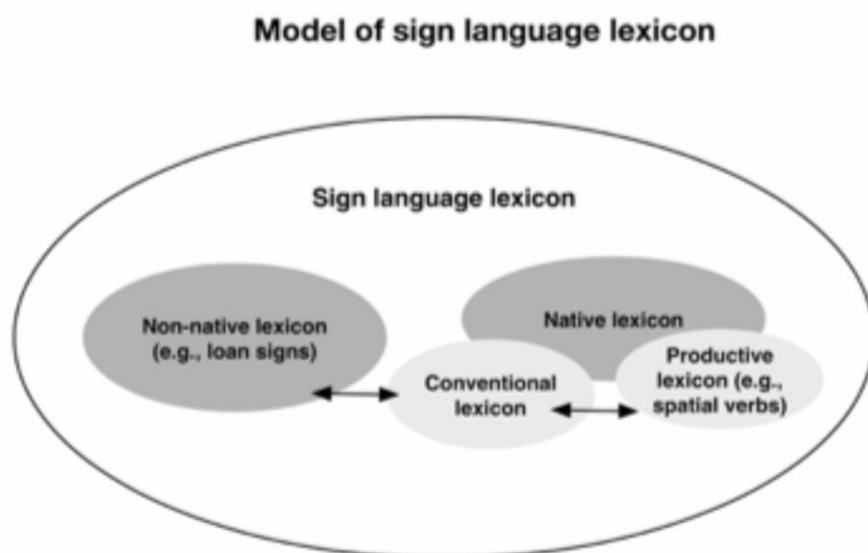 Model of sign language lexicon
Sign language lexicon
Non-native lexicon
(e.g., loan signs)
Native lexicon
Conventional
lexicon
Productive
lexicon (e.g.,
spatial verbs)